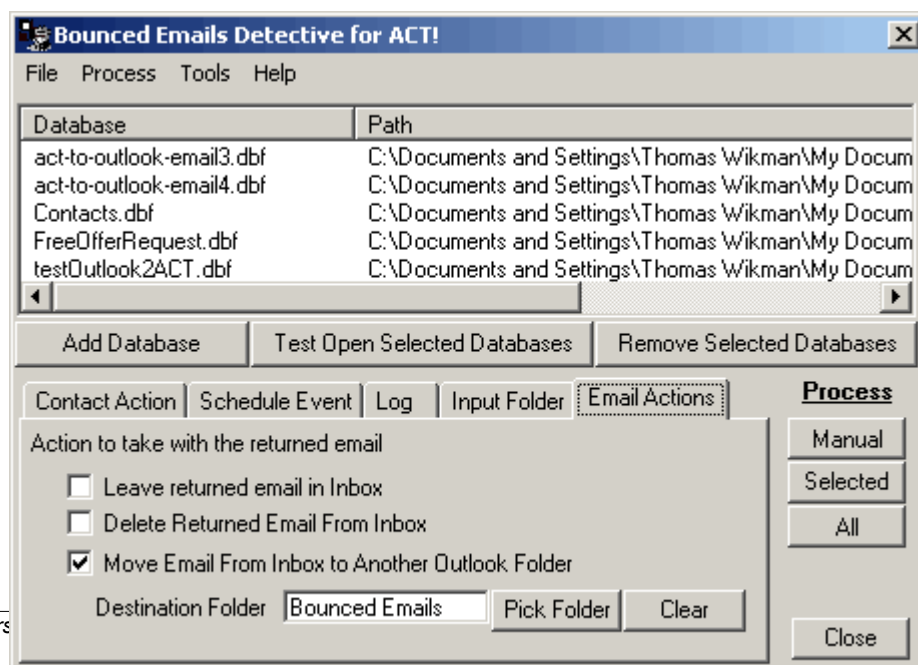 Bounced Emails Detective for ACT!
File Process Tools Help
Database Path
act-to-outlook-email3.dbf C:\Documents and Settings\Thomas Wikman\My Docum
act-to-outlook-email4.dbf C:\Documents and Settings\Thomas Wikman\My Docum
Contacts.dbf C:\Documents and Settings\Thomas Wikman\My Docum
FreeOfferRequest.dbf C:\Documents and Settings\Thomas Wikman\My Docum
testOutlook2ACT.dbf C:\Documents and Settings\Thomas Wikman\My Docum
Add Database Test Open Selected Databases Remove Selected Databases
Contact Action Schedule Event Log Input Folder Email Actions Process
Action to take with the returned email Manual
Leave returned email in Inbox Selected
Delete Returned Email From Inbox All
Move Email From Inbox to Another Outlook Folder
Destination Folder Bounced Emails Pick Folder Clear
Close